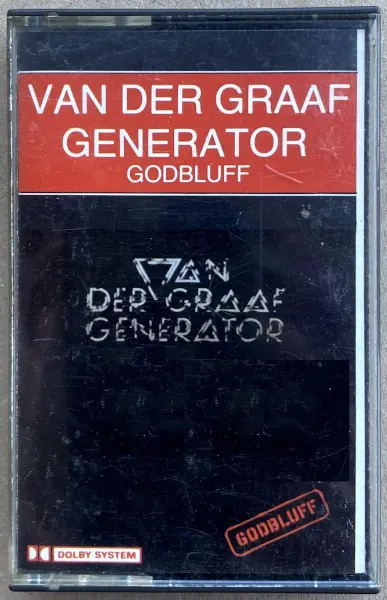 VAN DER GRAAF
GENERATOR
GODBLUFF
VAN
DER GRAAF
GENERATOR
GODBLUFF
DOLBY SYSTEM